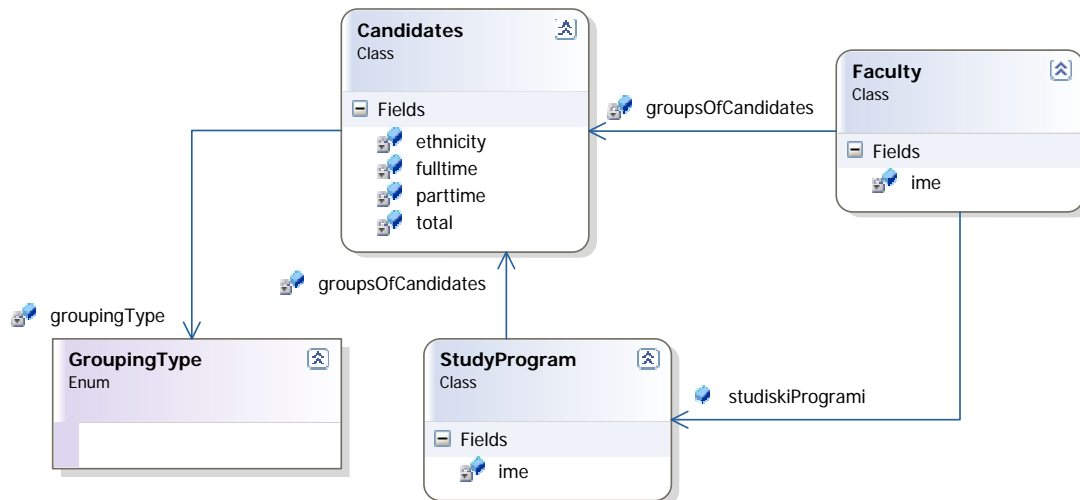 Candidates
Class
Fields
ethnicity
fulltime
parttime
total
Faculty
Class
Fields
ime
groupsOfCandidates
groupsOfCandidates
groupingType
GroupingType
Enum
StudyProgram
Class
Fields
ime
studiskiProgrami